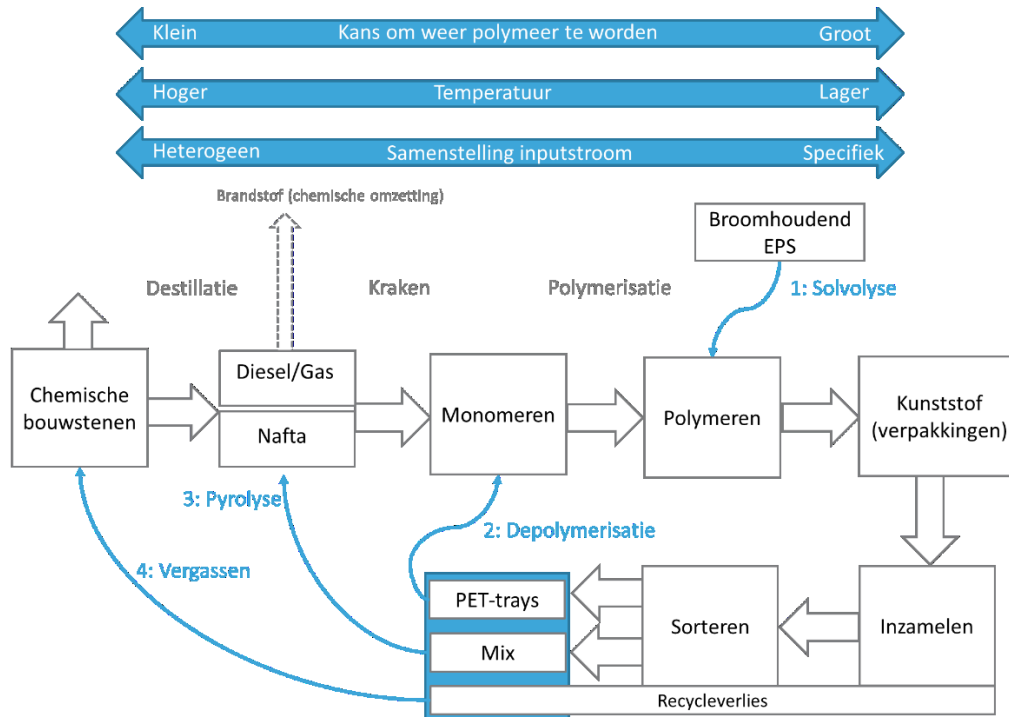 Klein Kans om weer polymeer te worden Groot
Hoger Temperatuur Lager
Heterogeen Samenstelling inputstroom Specifiek
Brandstof (chemische omzetting)
Broomhoudend
EPS
Destillatie Kraken Polymerisatie
1: Solvolyse
Chemische
bouwstenen
Diesel/Gas
Nafta
Monomeren
Polymeren
Kunststof
(verpakkingen)
3: Pyrolyse
2: Depolymerisatie
4: Vergassen
PET-trays
Mix
Sorteren
Inzamelen
Recycleverlies